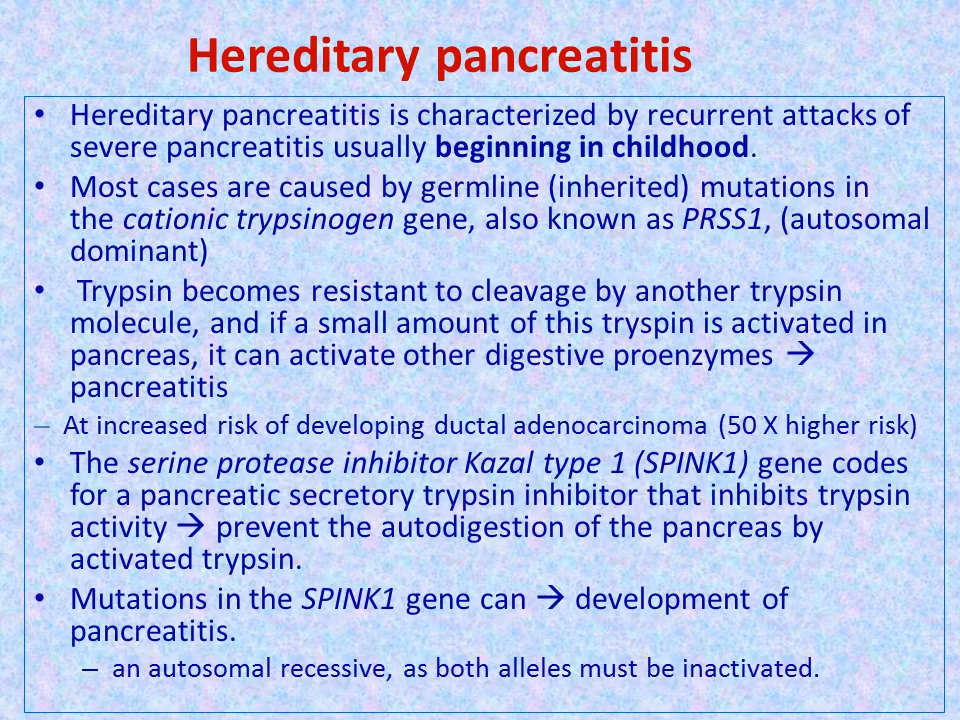 Hereditary pancreatitis
• Hereditary pancreatitis is characterized by recurrent attacks of
severe pancreatitis usually beginning in childhood.
• Most cases are caused by germline (inherited) mutations in
the cationic trypsinogen gene, also known as PRSS1, (autosomal
dominant)
• Trypsin becomes resistant to cleavage by another trypsin
molecule, and if a small amount of this tryspin is activated in
pancreas, it can activate other digestive proenzymes →
pancreatitis
– At increased risk of developing ductal adenocarcinoma (50 X higher risk)
• The serine protease inhibitor Kazal type 1 (SPINK1) gene codes
for a pancreatic secretory trypsin inhibitor that inhibits trypsin
activity → prevent the autodigestion of the pancreas by
activated trypsin.
• Mutations in the SPINK1 gene can → development of
pancreatitis.
– an autosomal recessive, as both alleles must be inactivated.